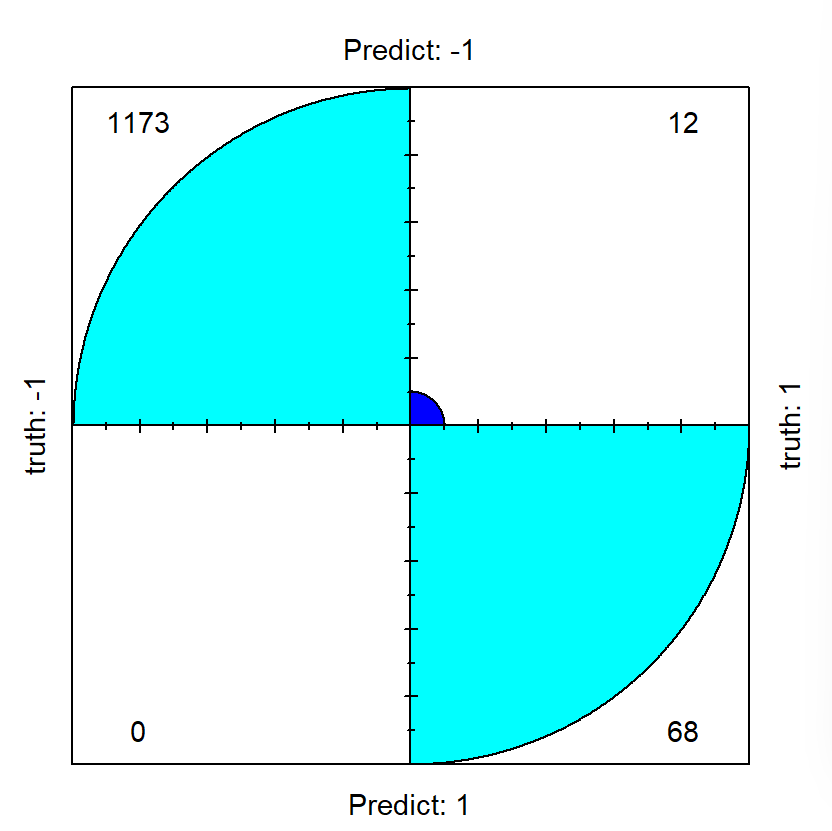 Predict: -1
1173
12
truth: -1
truth: 1
0
68
Predict: 1